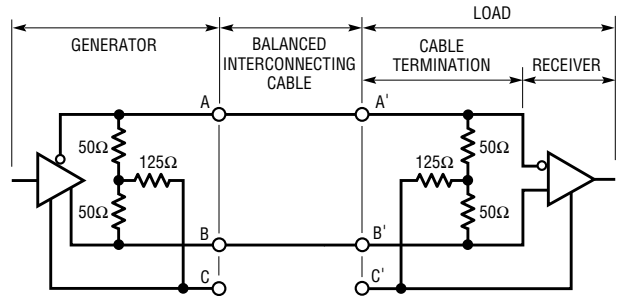 LOAD
GENERATOR
BALANCED
INTERCONNECTING
CABLE
CABLE
TERMINATION
RECEIVER
A
A'
50Ω
125Ω
50Ω
125Ω
50Ω
50Ω
B
B'
C
C'